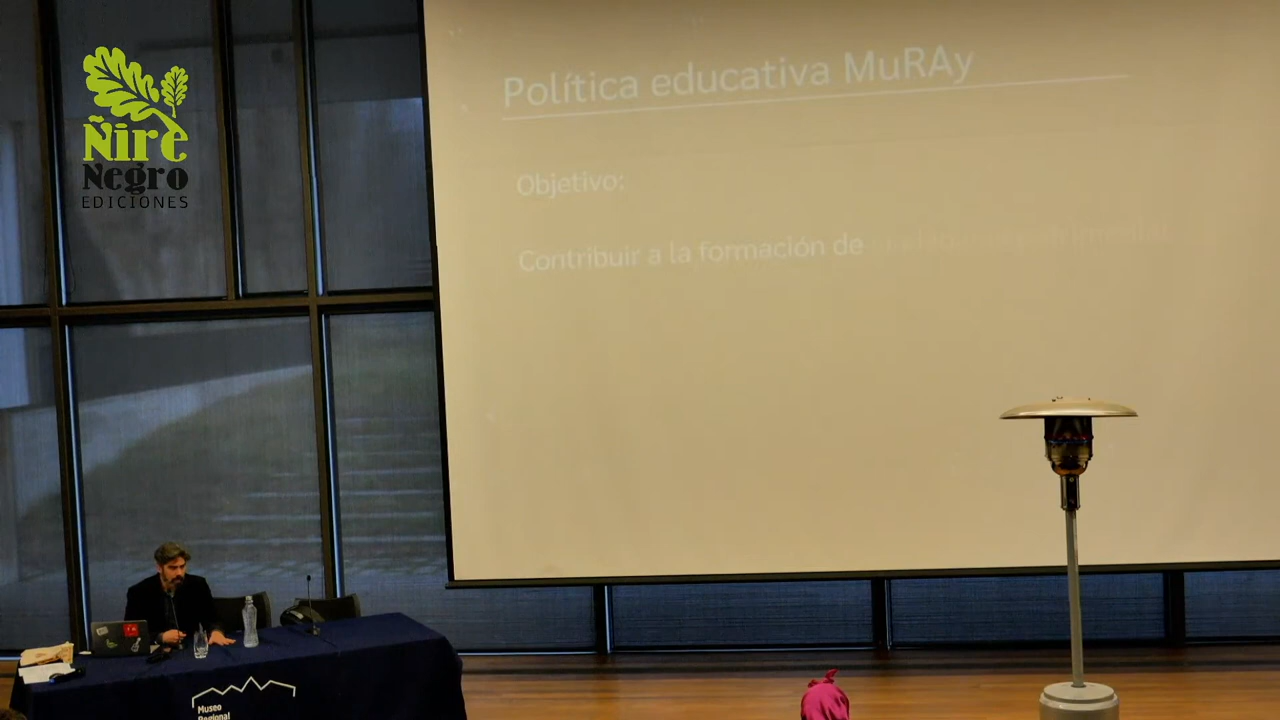 Ñire
Negro
EDICIONES
Política educativa MuRAy
Objetivo:
Contribuir a la formación de
Museo
Regional